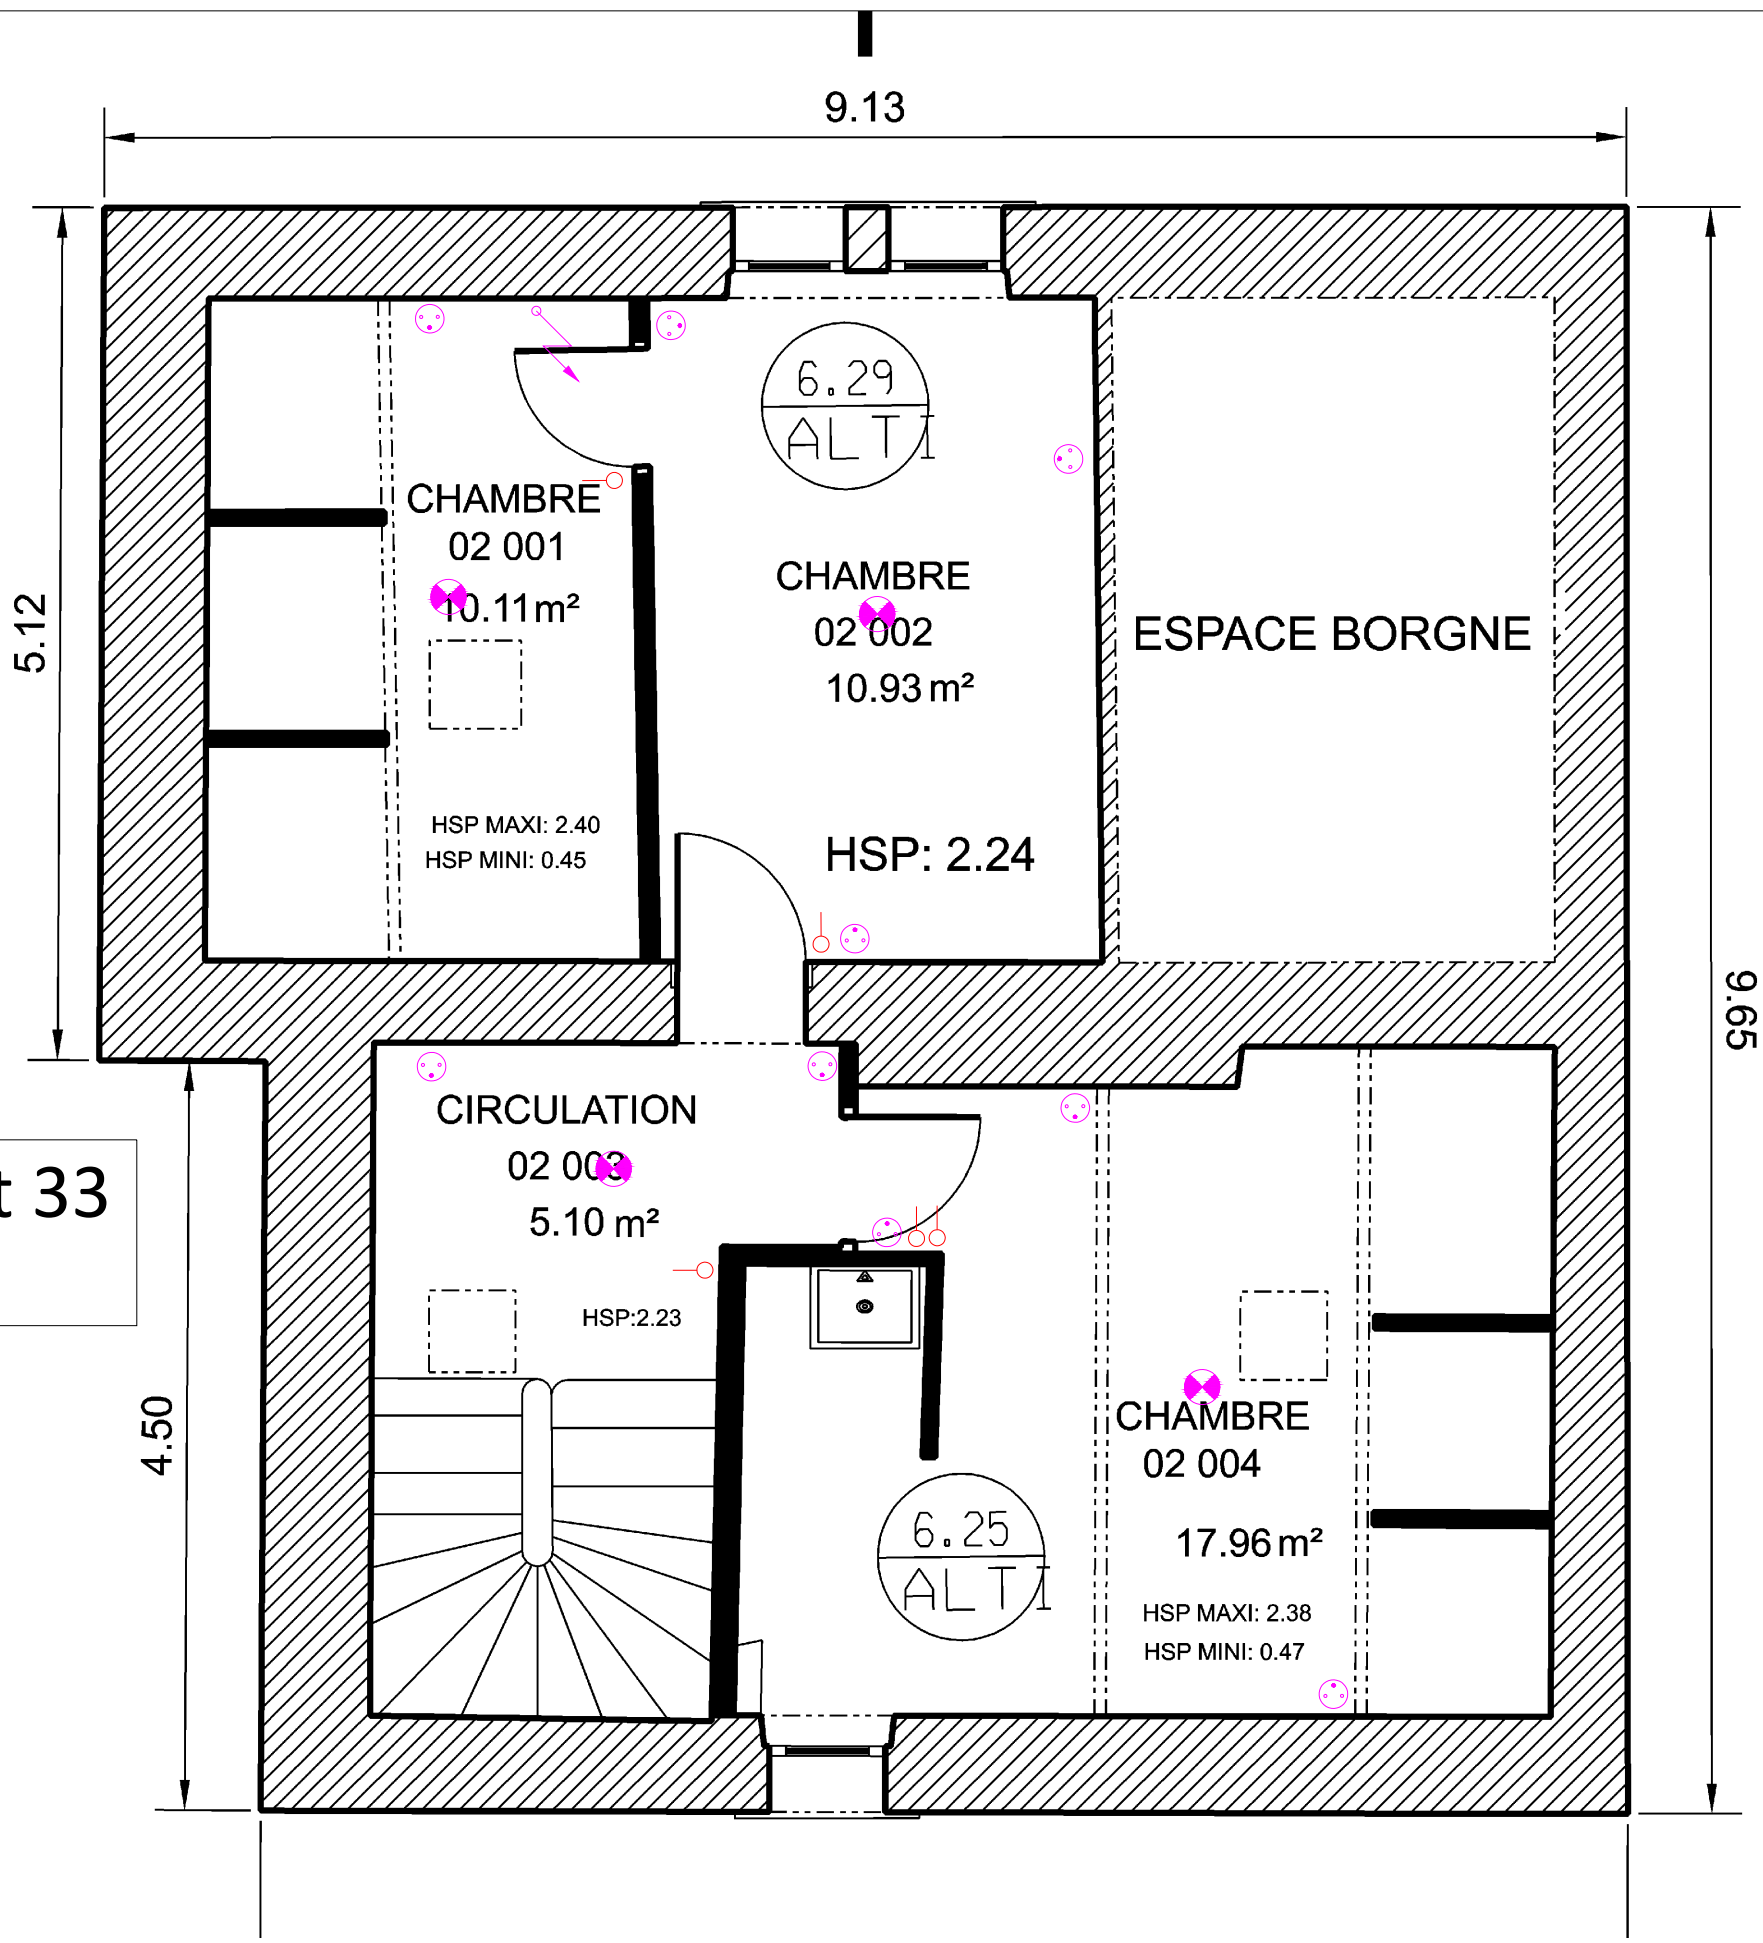 9.13
6.29
ALTI
CHAMBRE
02 001
10.11 m²
CHAMBRE
02 002
10.93 m²
ESPACE BORGNE
5.12
HSP MAXI: 2.40
HSP MINI: 0.45
HSP: 2.24
9.65
CIRCULATION
02 003
5.10 m²
t 33
HSP:2.23
4.50
CHAMBRE
02 004
6.25
ALTI
17.96 m²
HSP MAXI: 2.38
HSP MINI: 0.47